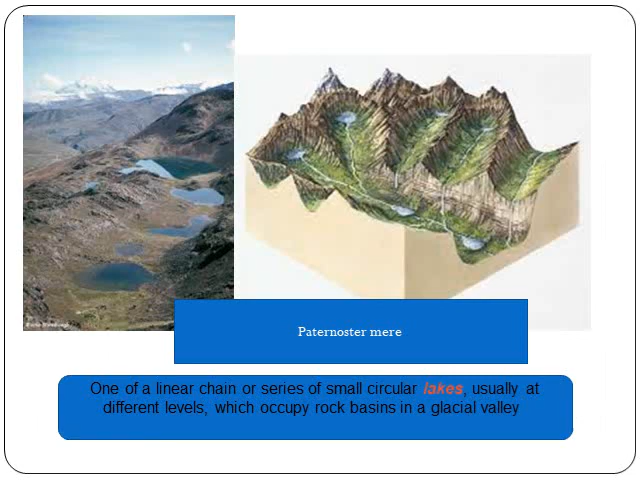 Paternoster mere
One of a linear chain or series of small circular lakes, usually at
different levels, which occupy rock basins in a glacial valley